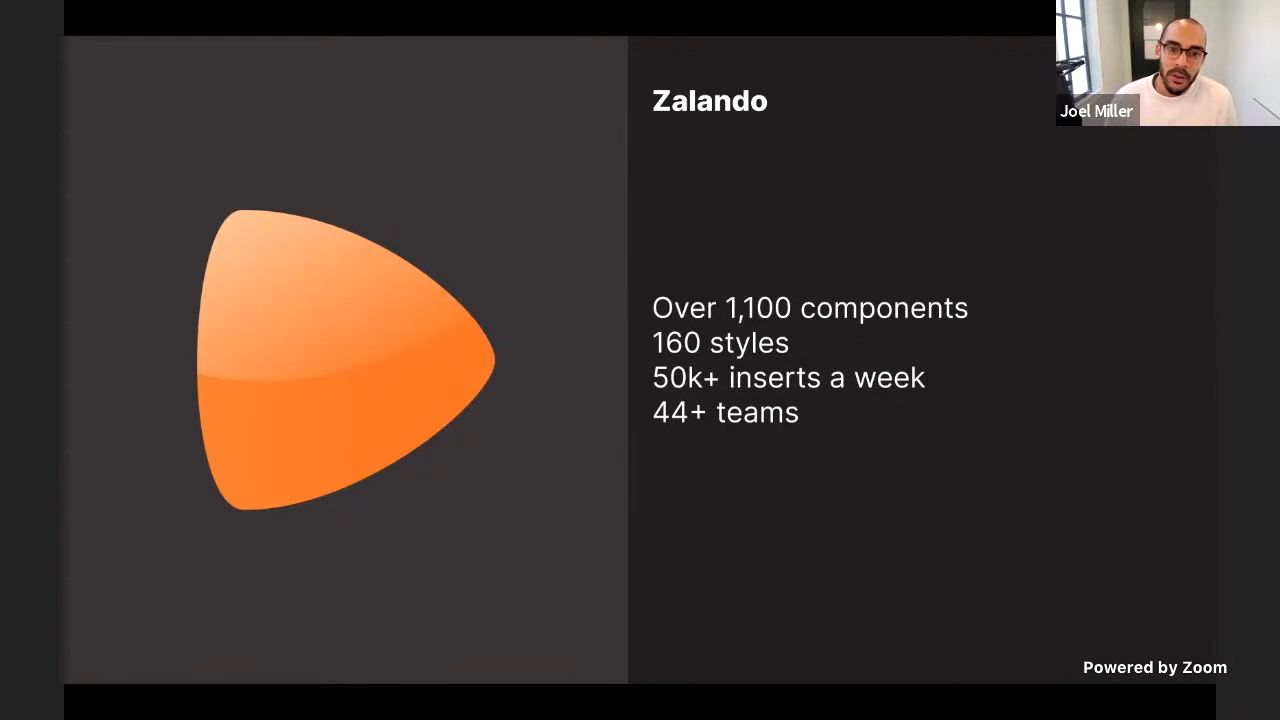 Zalando
Joel Miller
Over 1,100 components
160 styles
50k+ inserts a week
44+ teams
Powered by Zoom